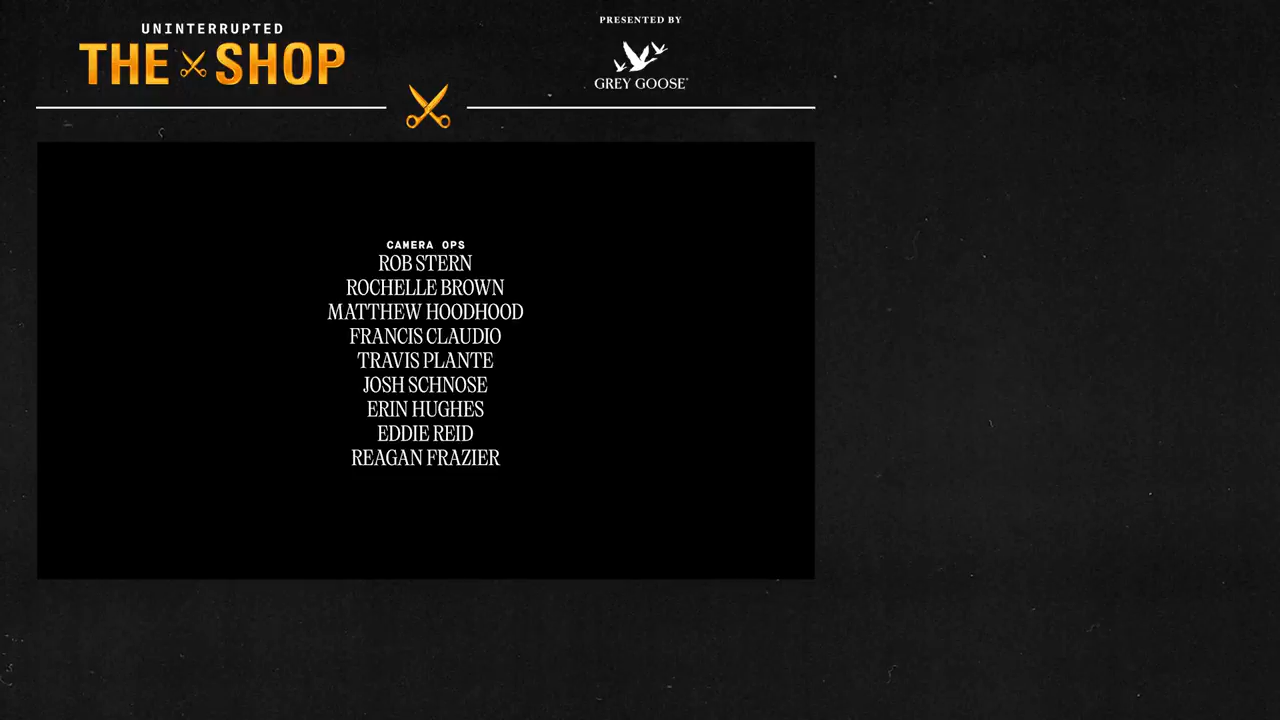 UNINTERRUPTED
THE SHOP
PRESENTED BY
GREY GOOSE
CAMERA OPS
ROB STERN
ROCHELLE BROWN
MATTHEW HOODHOOD
FRANCIS CLAUDIO
TRAVIS PLANTE
JOSH SCHNOSE
ERIN HUGHES
EDDIE REID
REAGAN FRAZIER